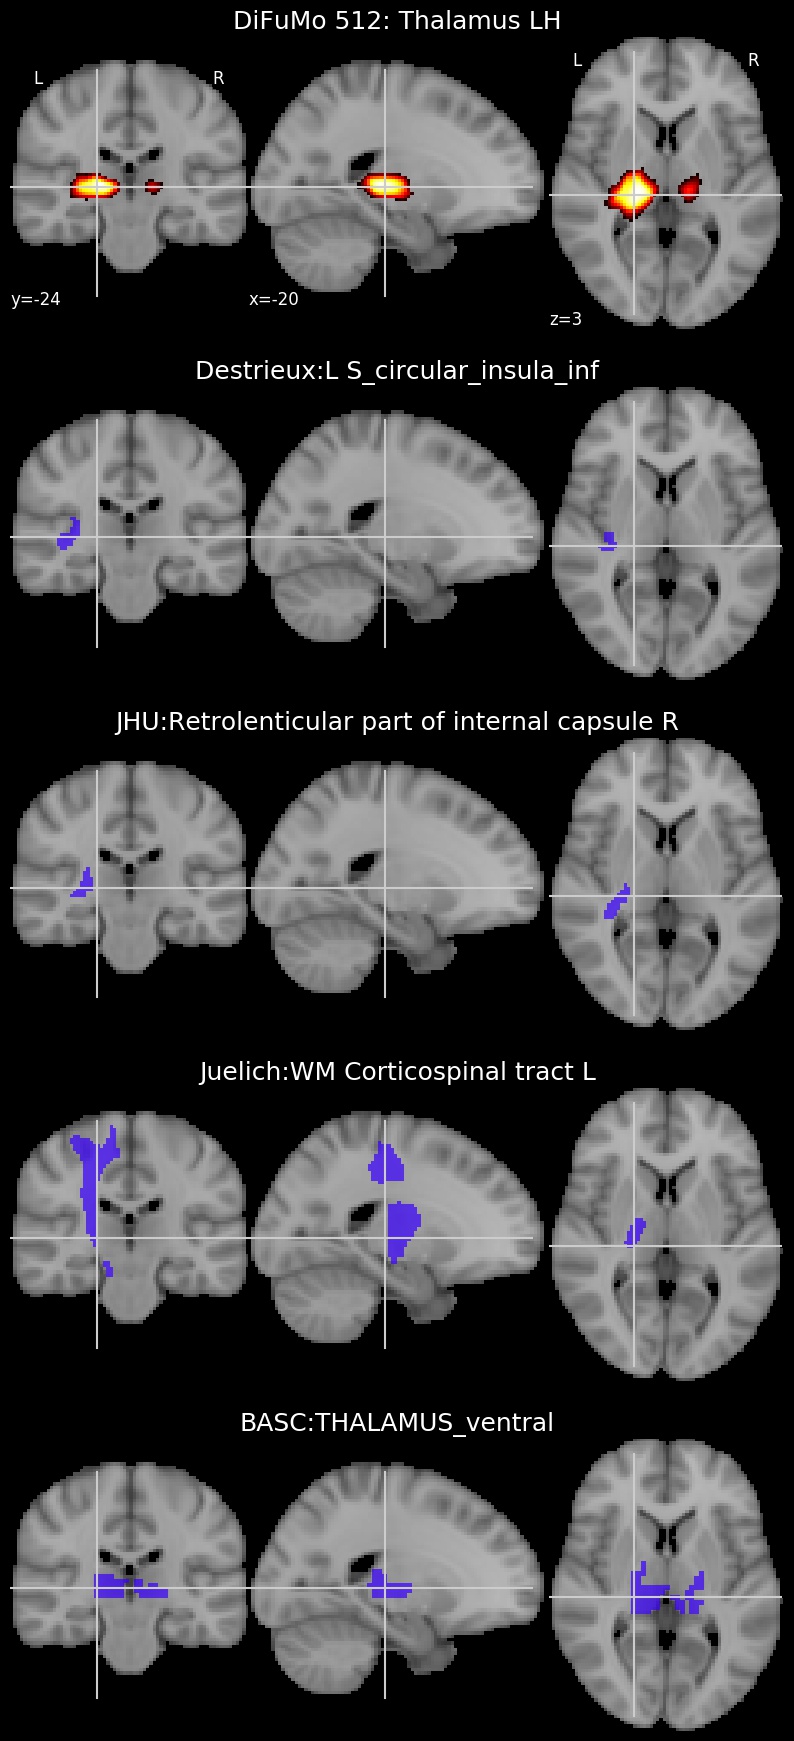 DiFuMo 512: Thalamus LH
L R L R
y=-24 x=-20 z=3
Destrieux:L S_circular_insula_inf
JHU:Retrolenticular part of internal capsule R
Juelich:WM Corticospinal tract L
BASC:THALAMUS_ventral